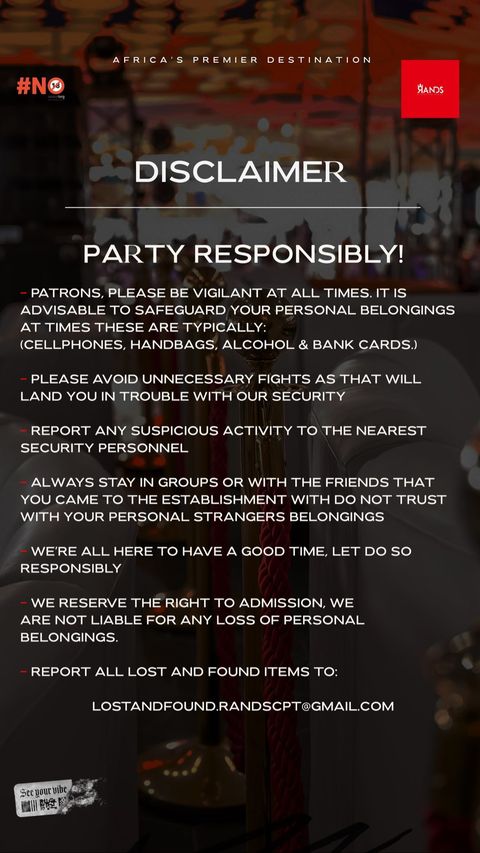 AFRICA'S PREMIER DESTINATION
#NO
18
RANDS
DISCLAIMER
PARTY RESPONSIBLY!
– PATRONS, PLEASE BE VIGILANT AT ALL TIMES. IT IS
ADVISABLE TO SAFEGUARD YOUR PERSONAL BELONGINGS
AT TIMES THESE ARE TYPICALLY:
(CELLPHONES, HANDBAGS, ALCOHOL & BANK CARDS.)
– PLEASE AVOID UNNECESSARY FIGHTS AS THAT WILL
LAND YOU IN TROUBLE WITH OUR SECURITY
– REPORT ANY SUSPICIOUS ACTIVITY TO THE NEAREST
SECURITY PERSONNEL
– ALWAYS STAY IN GROUPS OR WITH THE FRIENDS THAT
YOU CAME TO THE ESTABLISHMENT WITH DO NOT TRUST
WITH YOUR PERSONAL STRANGERS BELONGINGS
– WE'RE ALL HERE TO HAVE A GOOD TIME, LET DO SO
RESPONSIBLY
– WE RESERVE THE RIGHT TO ADMISSION, WE
ARE NOT LIABLE FOR ANY LOSS OF PERSONAL
BELONGINGS.
– REPORT ALL LOST AND FOUND ITEMS TO:
LOSTANDFOUND.RANDSCPT@GMAIL.COM
See your vibe